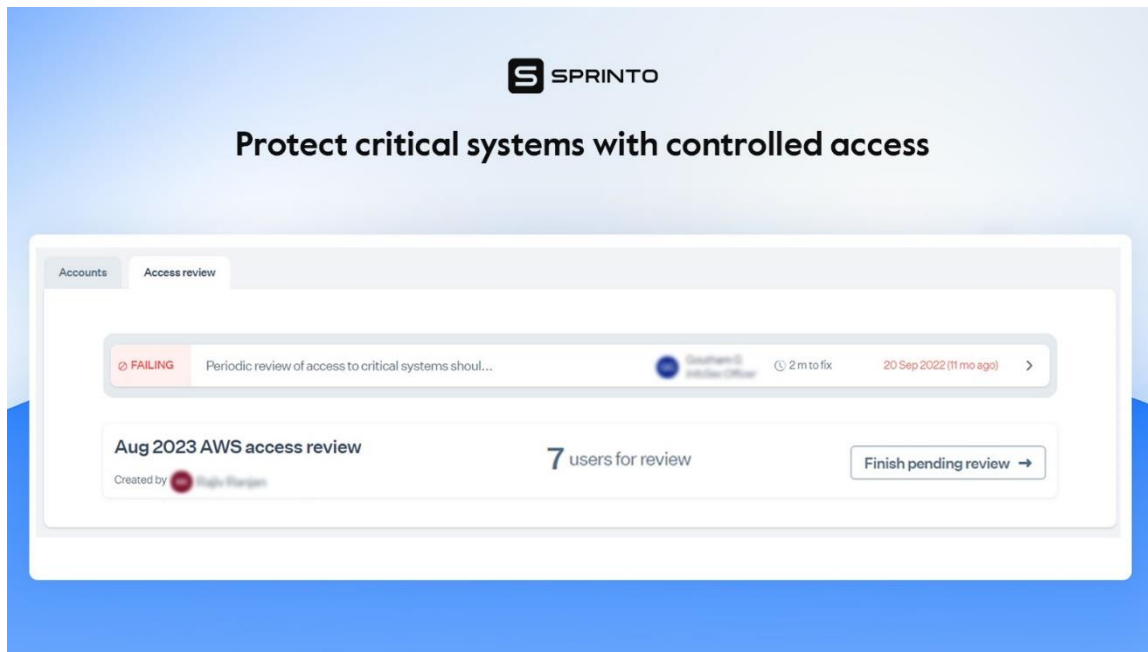 SPRINTO
Protect critical systems with controlled access
Accounts
Access review
FAILING
Periodic review of access to critical systems shoul...
2 m to fix
20 Sep 2022 (11 mo ago)
Aug 2023 AWS access review
7 users for review
Finish pending review →
Created by